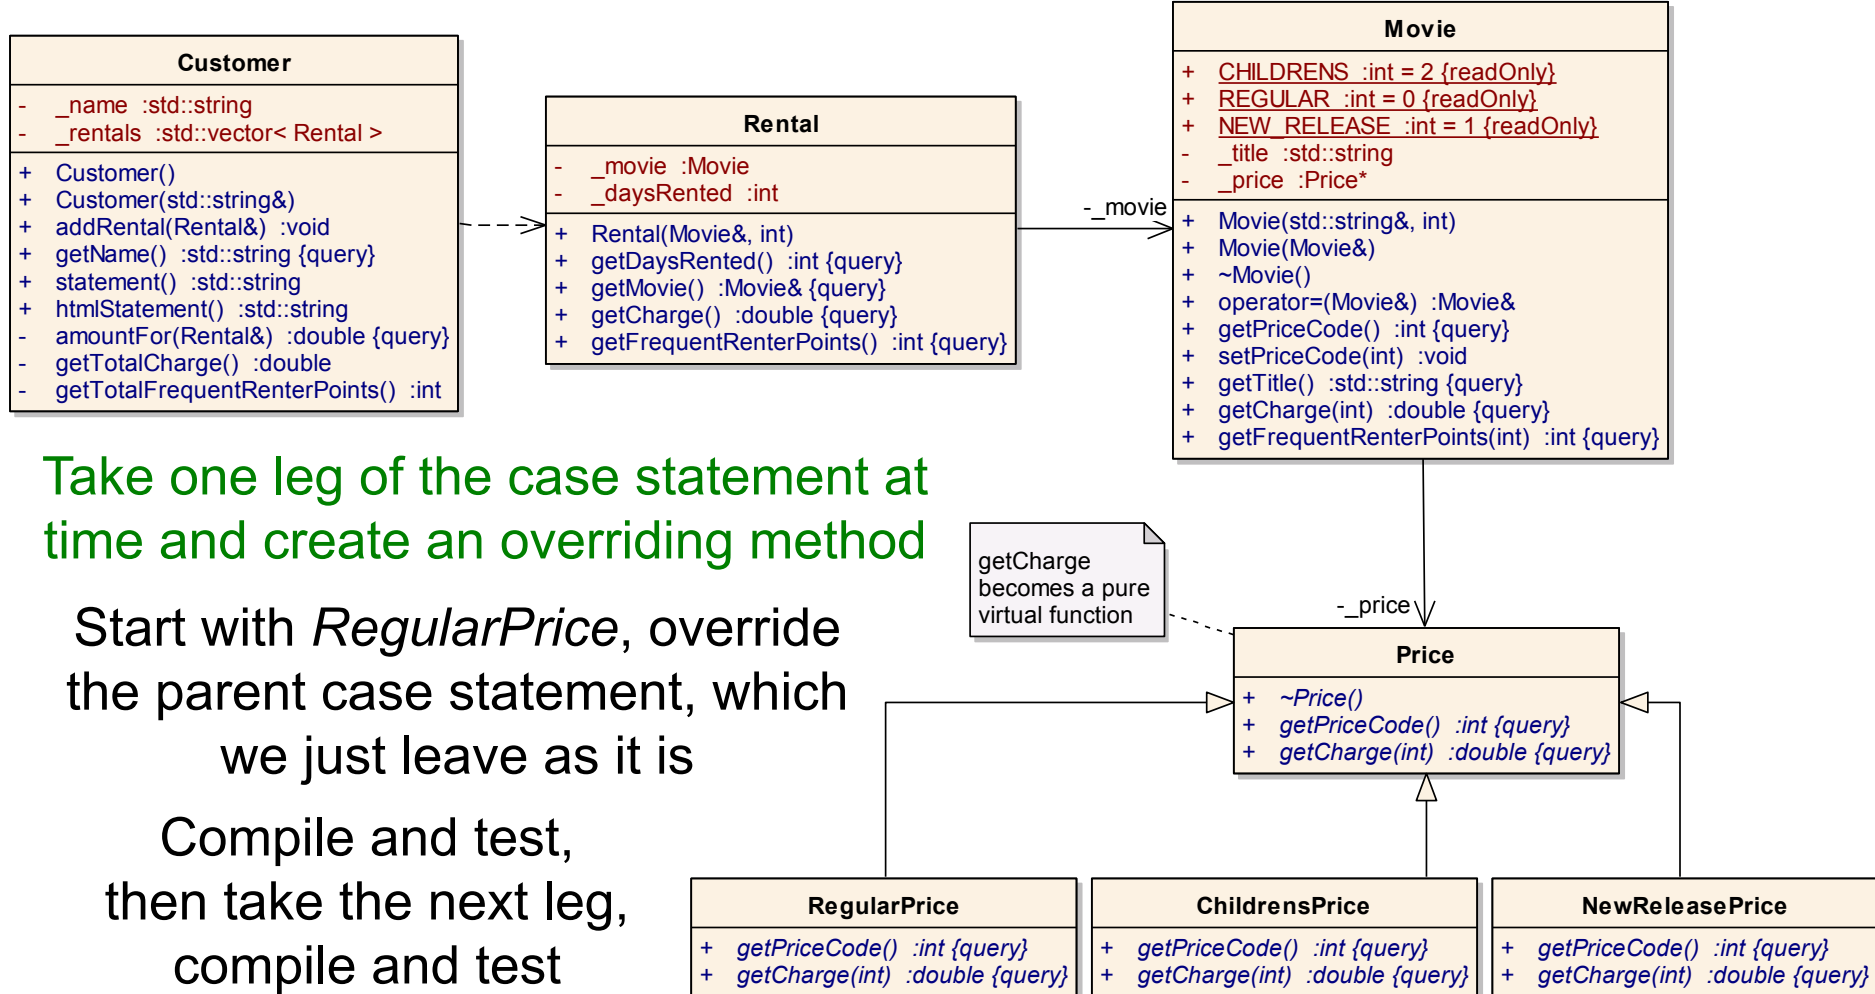 Customer
- _name :std::string
- _rentals :std::vector< Rental >
+ Customer()
+ Customer(std::string&)
+ addRental(Rental&) :void
+ getName() :std::string {query}
+ statement() :std::string
+ htmlStatement() :std::string
- amountFor(Rental&) :double {query}
- getTotalCharge() :double
- getTotalFrequentRenterPoints() :int
Rental
- _movie :Movie
- _daysRented :int
+ Rental(Movie&, int)
+ getDaysRented() :int {query}
+ getMovie() :Movie& {query}
+ getCharge() :double {query}
+ getFrequentRenterPoints() :int {query}
-_movie
Movie
+ CHILDRENS :int = 2 {readOnly}
+ REGULAR :int = 0 {readOnly}
+ NEW_RELEASE :int = 1 {readOnly}
- _title :std::string
- _price :Price*
+ Movie(std::string&, int)
+ Movie(Movie&)
+ ~Movie()
+ operator=(Movie&) :Movie&
+ getPriceCode() :int {query}
+ setPriceCode(int) :void
+ getTitle() :std::string {query}
+ getCharge(int) :double {query}
+ getFrequentRenterPoints(int) :int {query}
Take one leg of the case statement at
time and create an overriding method
Start with RegularPrice, override
the parent case statement, which
we just leave as it is
Compile and test,
then take the next leg,
compile and test
getCharge
becomes a pure
virtual function
-_price
Price
+ ~Price()
+ getPriceCode() :int {query}
+ getCharge(int) :double {query}
RegularPrice
+ getPriceCode() :int {query}
+ getCharge(int) :double {query}
ChildrensPrice
+ getPriceCode() :int {query}
+ getCharge(int) :double {query}
NewReleasePrice
+ getPriceCode() :int {query}
+ getCharge(int) :double {query}